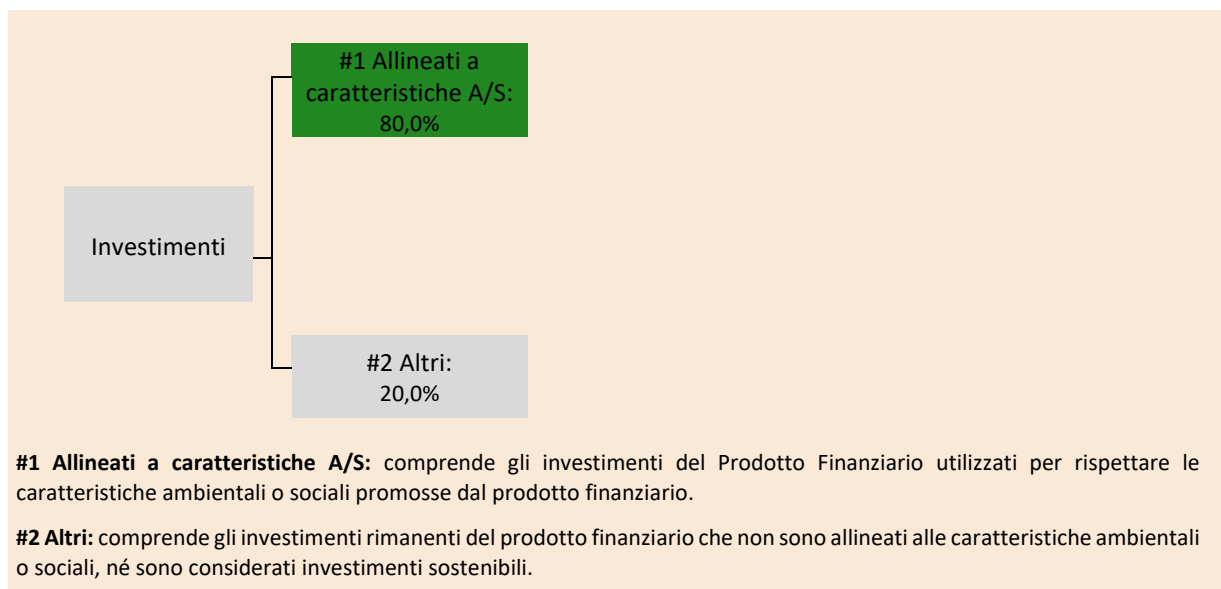 #1 Allineati a
caratteristiche A/S:
80,0%
Investimenti
#2 Altri:
20,0%
#1 Allineati a caratteristiche A/S: comprende gli investimenti del Prodotto Finanziario utilizzati per rispettare le
caratteristiche ambientali o sociali promosse dal prodotto finanziario.
#2 Altri: comprende gli investimenti rimanenti del prodotto finanziario che non sono allineati alle caratteristiche ambientali
o sociali, né sono considerati investimenti sostenibili.